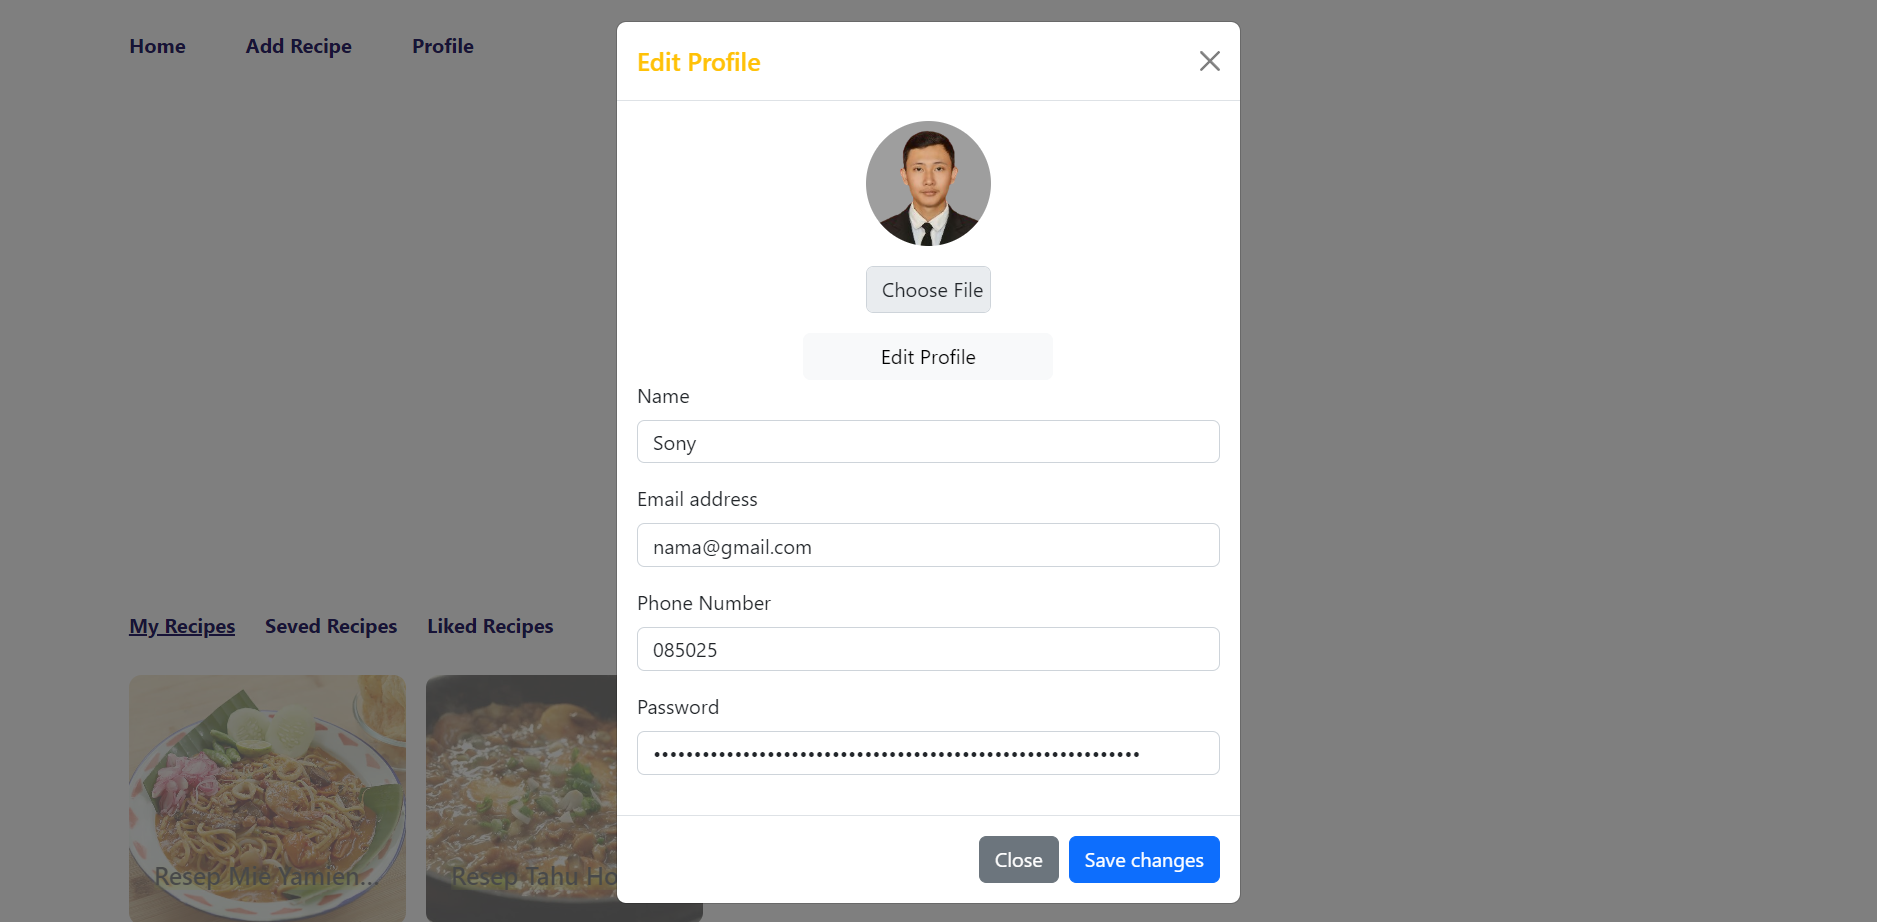 Home Add Recipe Profile
Edit Profile
Choose File
Edit Profile
Name
Sony
Email address
nama@gmail.com
Phone Number
085025
Password
••••••••••••••••••••••••••••••••••••••••••••••••••••••••••••
Close Save changes
My Recipes Seved Recipes Liked Recipes
Resep Mie Yamien...
Resep Tahu Ho